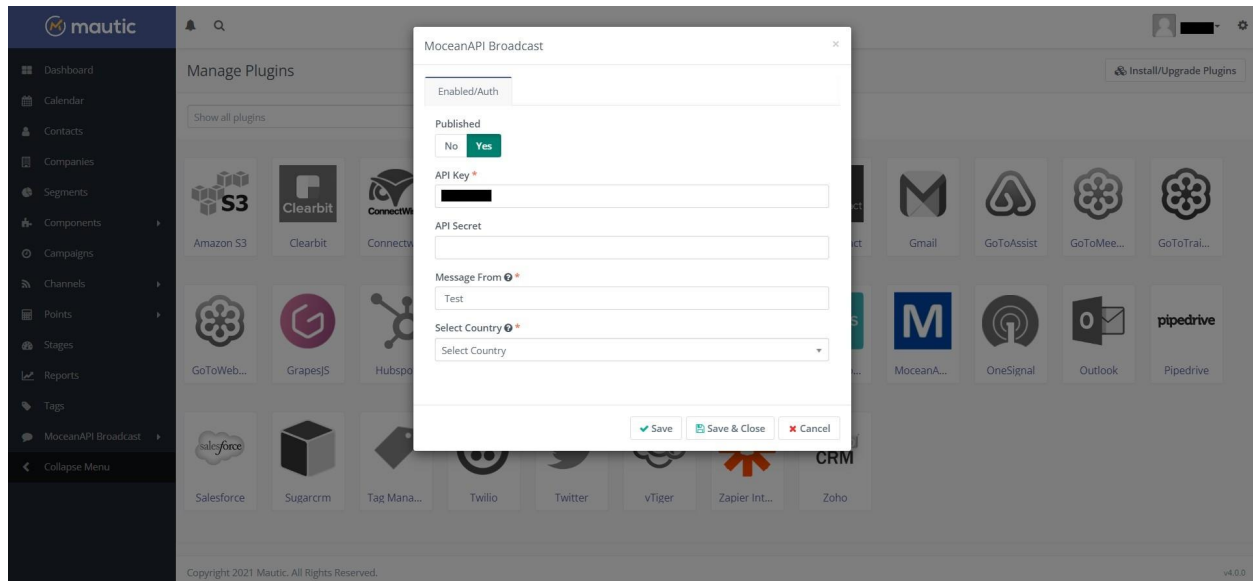 mautic
Dashboard
Calendar
Contacts
Companies
Segments
Components
Campaigns
Channels
Points
Stages
Reports
Tags
MoceanAPI Broadcast
Collapse Menu
Manage Plugins
Install/Upgrade Plugins
Show all plugins
MoceanAPI Broadcast
×
Enabled/Auth
Published
No Yes
API Key *
API Secret
Message From *
Test
Select Country *
Select Country
Save Save & Close Cancel
S3
Clearbit
ConnectWi
ct
Amazon S3 Clearbit Connectw ct Gmail GoToAssist GoToMee... GoToTrai...
S
M
O
pipedrive
GoToWeb... GrapesJS Hubspo ... MoceanA... OneSignal Outlook Pipedrive
salesforce
CRM
Salesforce Sugarcrm Tag Mana... Twilio Twitter vTiger Zapier Int... Zoho
Copyright 2021 Mautic. All Rights Reserved.
v4.0.0